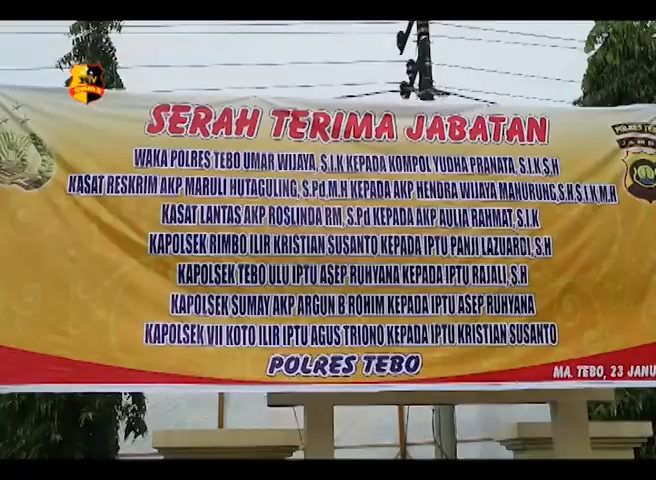 SERAH TERIMA JABATAN
WAKA POLRES TEBO UMAR WIJAYA, S.I.K KEPADA KOMPOL YUDHA PRANATA, S.I.K,S.H
KASAT RESKRIM AKP MARULI HUTAGULING, S.Pd.M.H KEPADA AKP HENDRA WIJAYA MANURUNG,S.H,S.I.K,M.H
KASAT LANTAS AKP ROSLINDA RM, S.Pd KEPADA AKP AULIA RAHMAT, S.I.K
KAPOLSEK RIMBO ILIR KRISTIAN SUSANTO KEPADA IPTU PANJI LAZUARDI, S.H
KAPOLSEK TEBO ULU IPTU ASEP RUHYANA KEPADA IPTU RAJALI, S.H
KAPOLSEK SUMAY AKP ARGUN B ROHIM KEPADA IPTU ASEP RUHYANA
KAPOLSEK VII KOTO ILIR IPTU AGUS TRIONO KEPADA IPTU KRISTIAN SUSANTO
POLRES TEBO
MA. TEBO, 23 JANU
POLRES TE